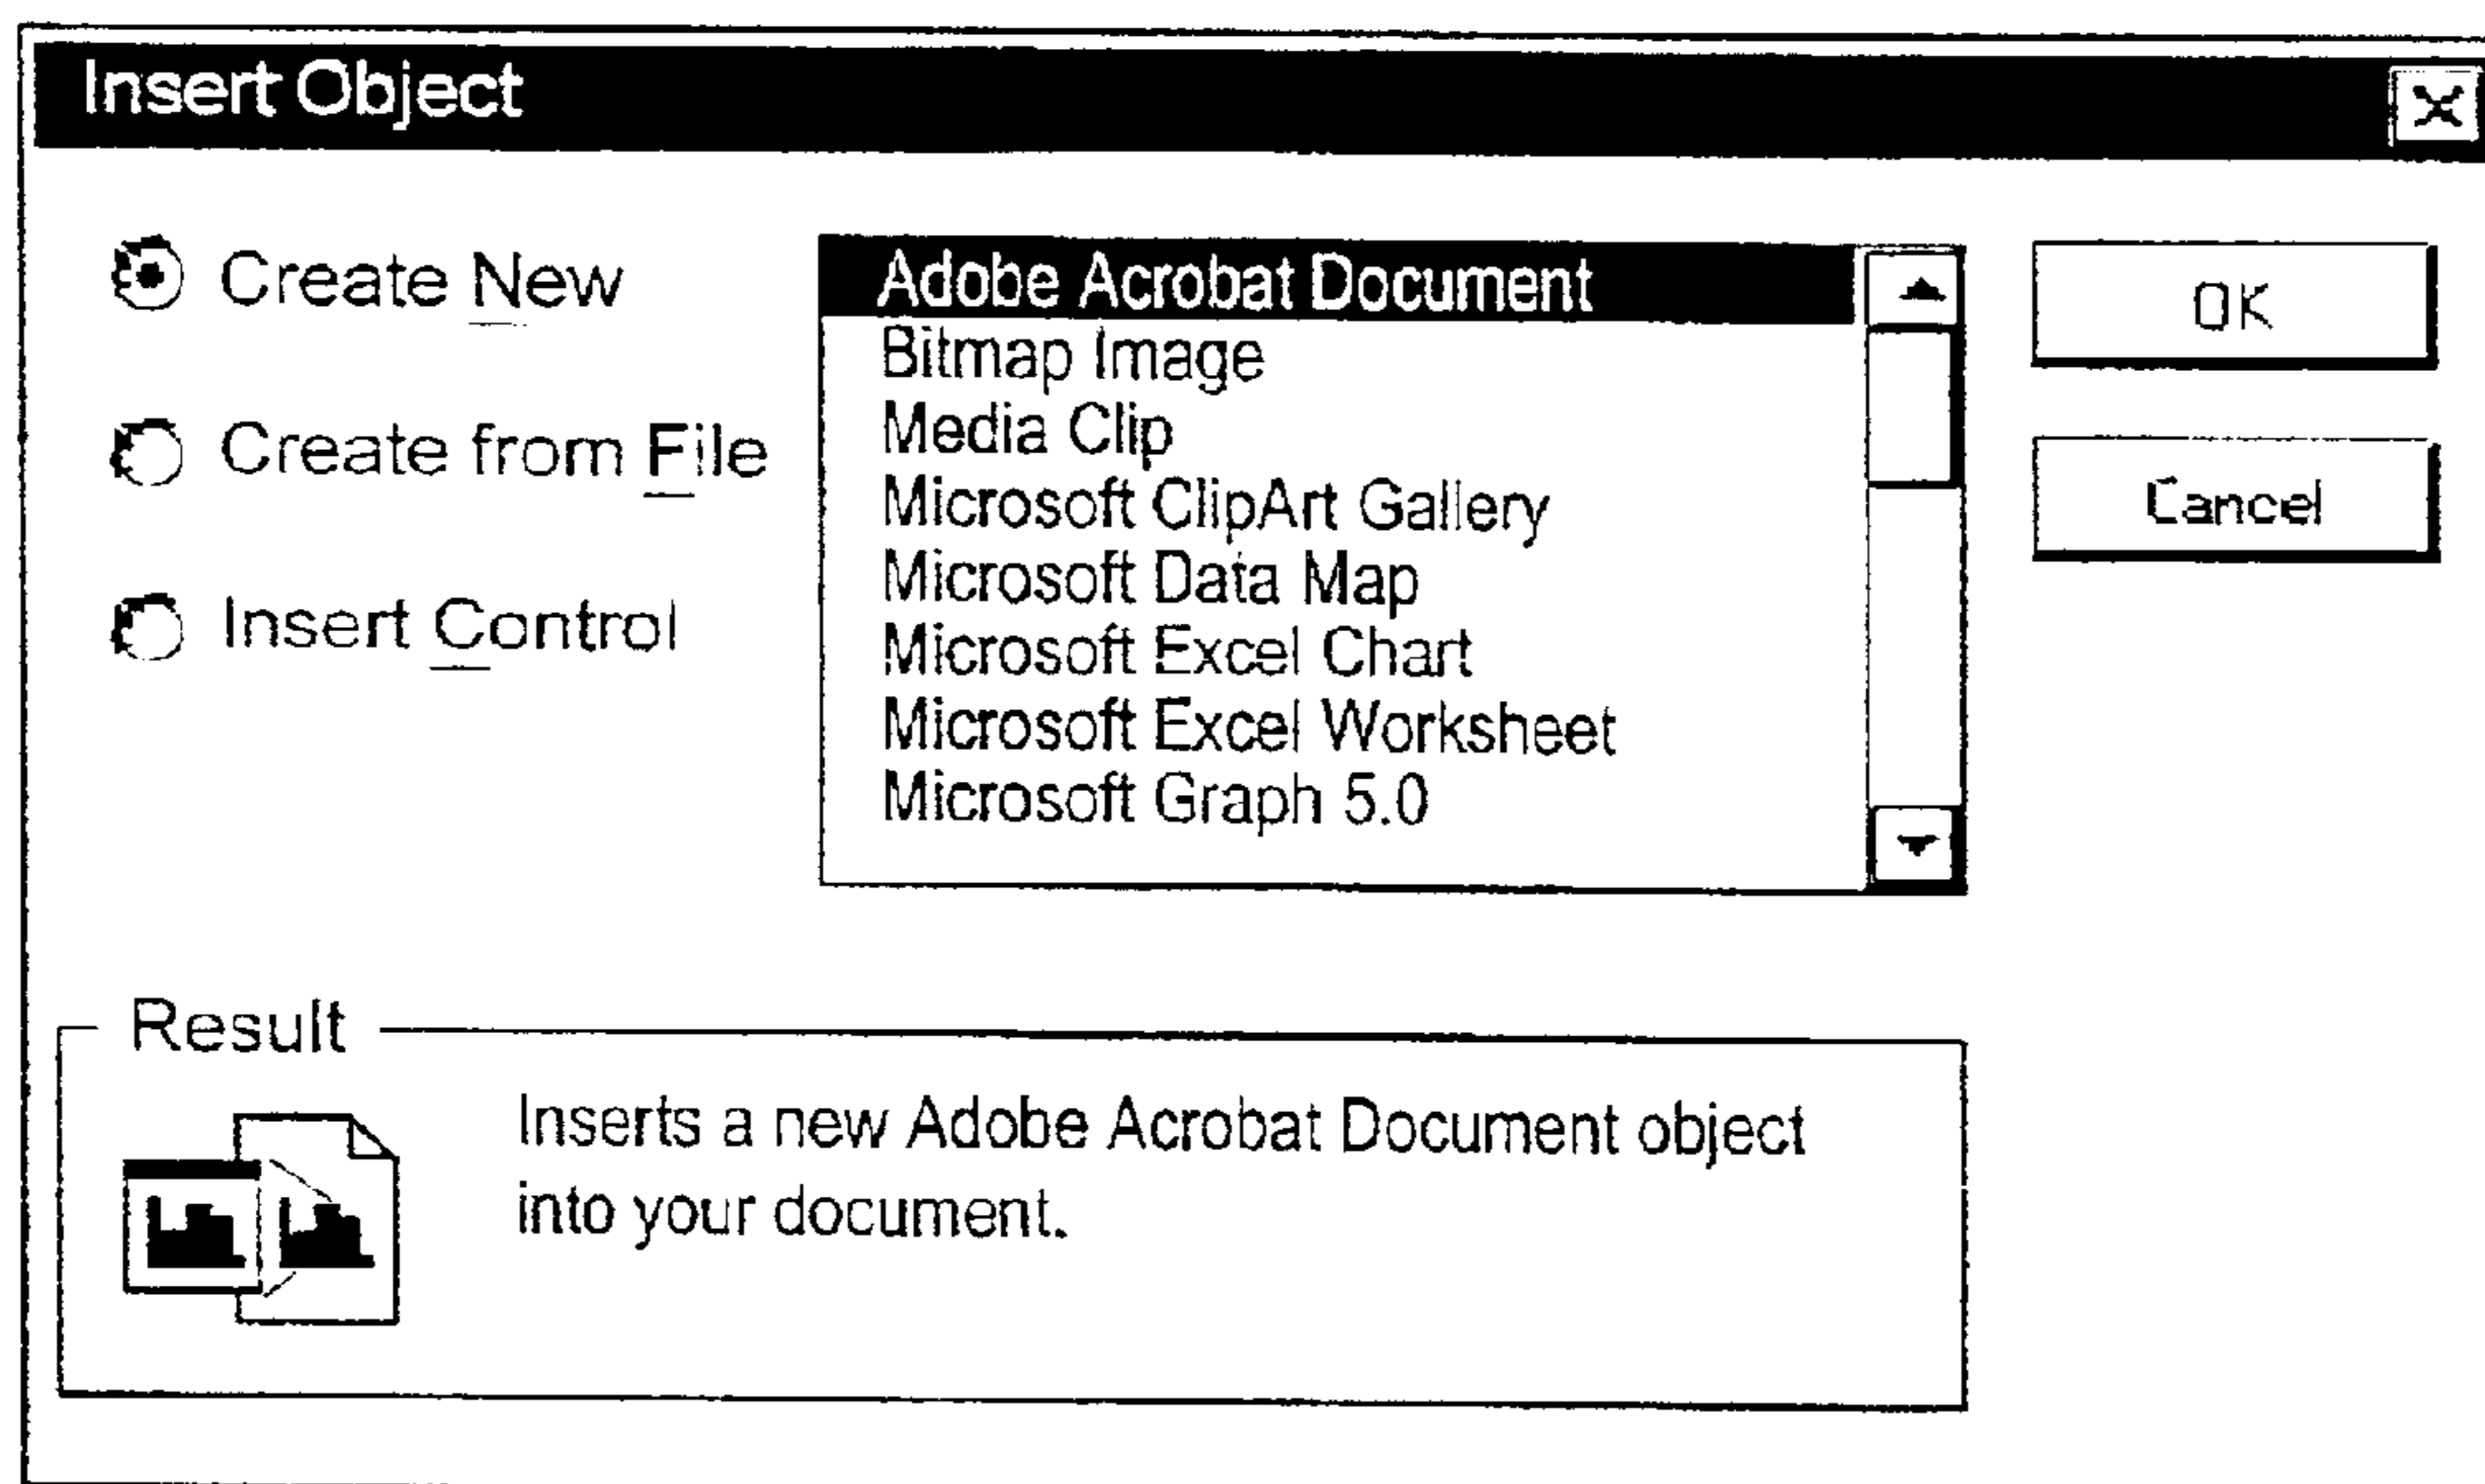 Insert Object
Create New
Create from File
Insert Control
Adobe Acrobat Document
Bitmap Image
Media Clip
Microsoft ClipArt Gallery
Microsoft Data Map
Microsoft Excel Chart
Microsoft Excel Worksheet
Microsoft Graph 5.0
OK
Cancel
Result
Inserts a new Adobe Acrobat Document object
into your document.